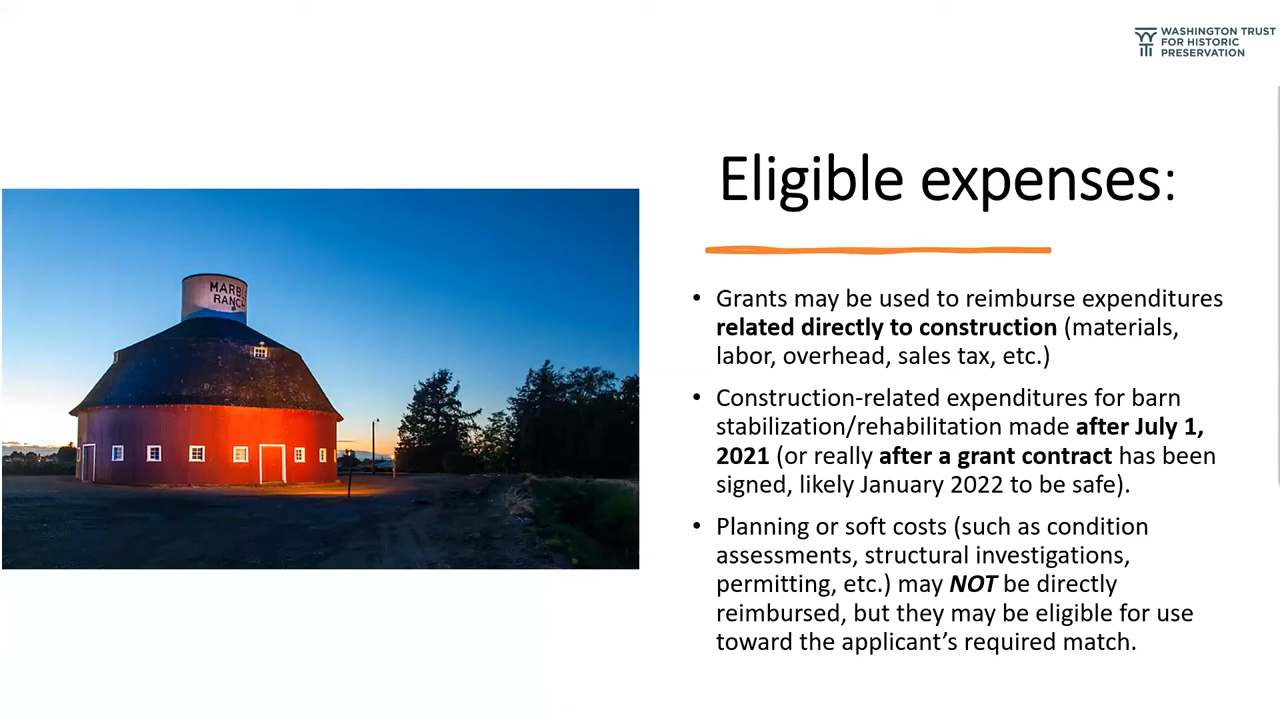 WASHINGTON TRUST
FOR HISTORIC
PRESERVATION
Eligible expenses:
• Grants may be used to reimburse expenditures
related directly to construction (materials,
labor, overhead, sales tax, etc.)
• Construction-related expenditures for barn
stabilization/rehabilitation made after July 1,
2021 (or really after a grant contract has been
signed, likely January 2022 to be safe).
• Planning or soft costs (such as condition
assessments, structural investigations,
permitting, etc.) may NOT be directly
reimbursed, but they may be eligible for use
toward the applicant’s required match.